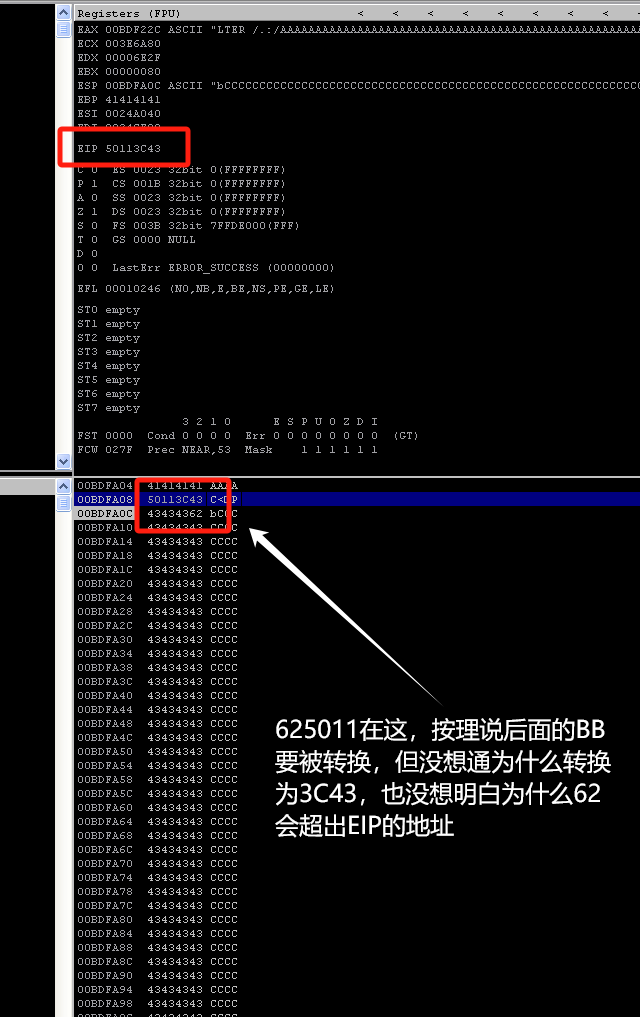 Registers (FPU) < < < < < < < <
EAX 00BDF22C ASCII "LTER /.:/AAAAAAAAAAAAAAAAAAAAAAAAAAAAAAAAAAAAAAAAAAAAAAAAAAA
ECX 003E6A80
EDX 00006E2F
EBX 00000080
ESP 00BDFA0C ASCII "bCCCCCCCCCCCCCCCCCCCCCCCCCCCCCCCCCCCCCCCCCCCCCCCCCCCCCCCCCC
EBP 41414141
ESI 0024A040
EIP 50113C43
C 0 ES 0023 32bit 0(FFFFFFFF)
P 1 CS 001B 32bit 0(FFFFFFFF)
A 0 SS 0023 32bit 0(FFFFFFFF)
Z 1 DS 0023 32bit 0(FFFFFFFF)
S 0 FS 003B 32bit 7FFDE000(FFF)
T 0 GS 0000 NULL
D 0
O 0 LastErr ERROR_SUCCESS (00000000)
EFL 00010246 (NO,NB,E,BE,NS,PE,GE,LE)
ST0 empty
ST1 empty
ST2 empty
ST3 empty
ST4 empty
ST5 empty
ST6 empty
ST7 empty
3 2 1 0 E S P U O Z D I
FST 0000 Cond 0 0 0 0 Err 0 0 0 0 0 0 0 0 (GT)
FCW 027F Prec NEAR,53 Mask 1 1 1 1 1 1
00BDFA04 41414141 AAAA
00BDFA08 50113C43 C<DP
00BDFA0C 43434362 bCCC
00BDFA10 43434343 CCCC
00BDFA14 43434343 CCCC
00BDFA18 43434343 CCCC
00BDFA1C 43434343 CCCC
00BDFA20 43434343 CCCC
00BDFA24 43434343 CCCC
00BDFA28 43434343 CCCC
00BDFA2C 43434343 CCCC
00BDFA30 43434343 CCCC
00BDFA34 43434343 CCCC
00BDFA38 43434343 CCCC
00BDFA3C 43434343 CCCC
00BDFA40 43434343 CCCC
00BDFA44 43434343 CCCC
00BDFA48 43434343 CCCC
00BDFA4C 43434343 CCCC
00BDFA50 43434343 CCCC
00BDFA54 43434343 CCCC
00BDFA58 43434343 CCCC
00BDFA5C 43434343 CCCC
00BDFA60 43434343 CCCC
00BDFA64 43434343 CCCC
00BDFA68 43434343 CCCC
00BDFA6C 43434343 CCCC
00BDFA70 43434343 CCCC
00BDFA74 43434343 CCCC
00BDFA78 43434343 CCCC
00BDFA7C 43434343 CCCC
00BDFA80 43434343 CCCC
00BDFA84 43434343 CCCC
00BDFA88 43434343 CCCC
00BDFA8C 43434343 CCCC
00BDFA90 43434343 CCCC
00BDFA94 43434343 CCCC
00BDFA98 43434343 CCCC
625011在这，按理说后面的BB
要被转换，但没想通为什么转换
为3C43，也没想明白为什么62
会超出EIP的地址